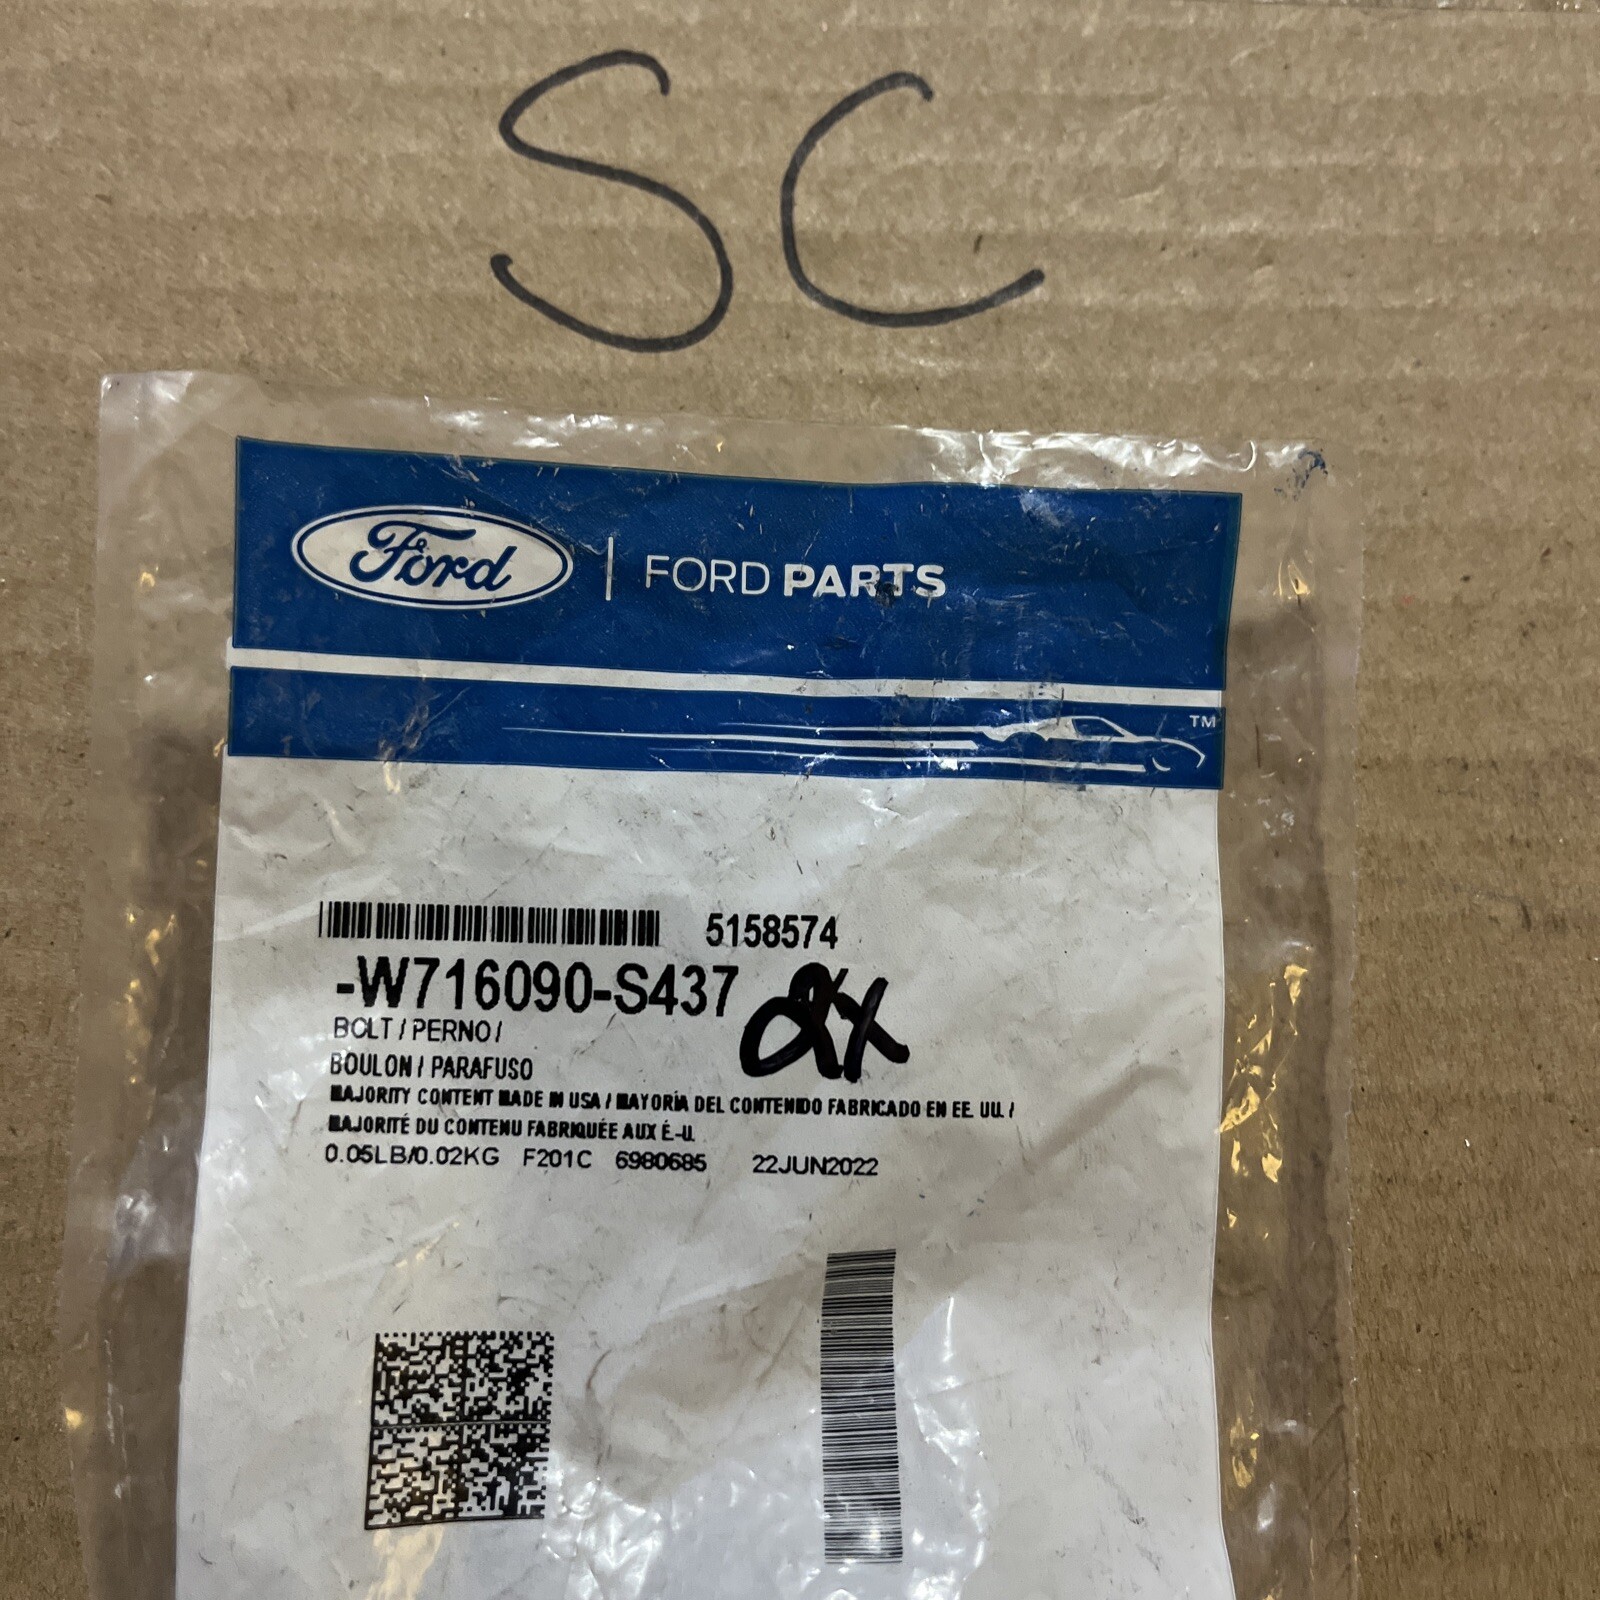 SC
Ford | FORD PARTS
TM
5158574
-W716090-S437
BOLT / PERNO /
BOULON / PARAFUSO
MAJORITY CONTENT MADE IN USA / MAYORÍA DEL CONTENIDO FABRICADO EN EE. UU. /
MAJORITÉ DU CONTENU FABRIQUÉE AUX É.-U.
0.05LB/0.02KG F201C 6980685 22JUN2022